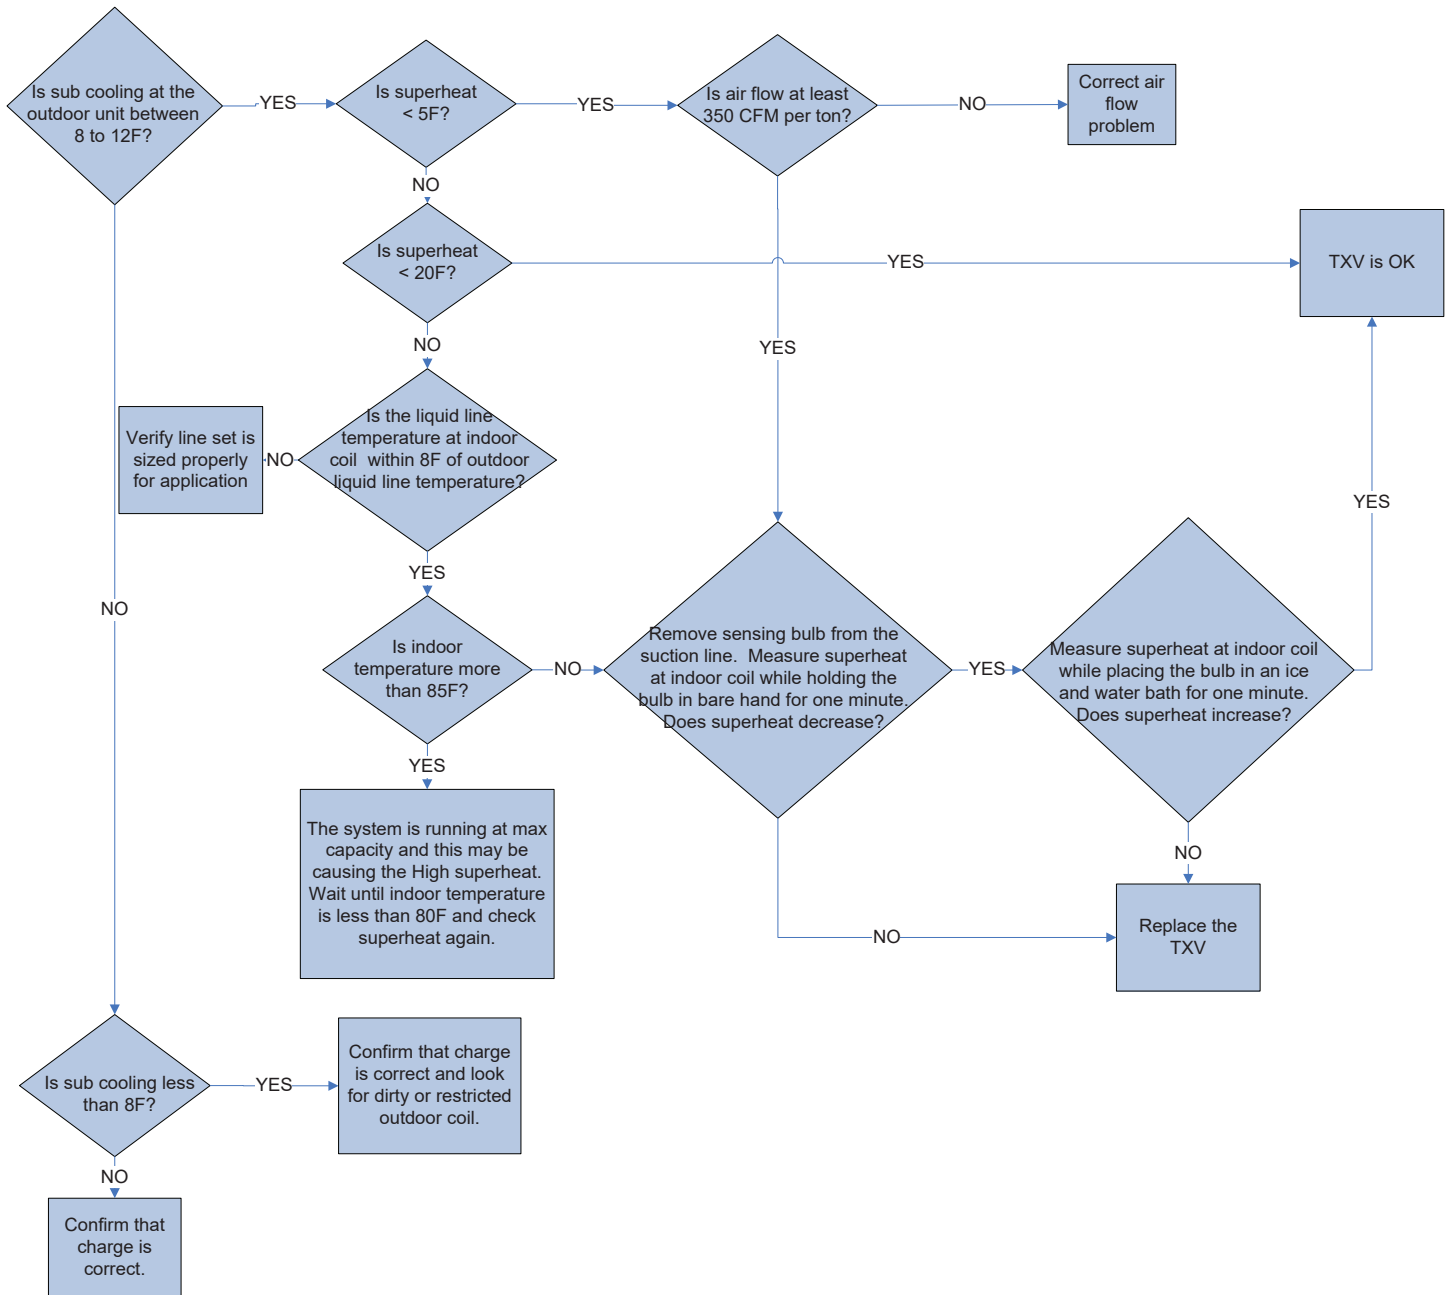 Is sub cooling at the
outdoor unit between
8 to 12F?
YES
Is superheat
< 5F?
YES
Is air flow at least
350 CFM per ton?
NO
Correct air
flow
problem
NO
Is superheat
< 20F?
YES
TXV is OK
NO
YES
Is the liquid line
temperature at indoor
coil  within 8F of outdoor
liquid line temperature?
NO
Verify line set is
sized properly
for application
YES
YES
NO
Is indoor
temperature more
than 85F?
NO
Remove sensing bulb from the
suction line.  Measure superheat
at indoor coil while holding the
bulb in bare hand for one minute.
Does superheat decrease?
YES
Measure superheat at indoor coil
while placing the bulb in an ice
and water bath for one minute.
Does superheat increase?
YES
The system is running at max
capacity and this may be
causing the High superheat.
Wait until indoor temperature
is less than 80F and check
superheat again.
NO
NO
Replace the
TXV
Is sub cooling less
than 8F?
YES
Confirm that charge
is correct and look
for dirty or restricted
outdoor coil.
NO
Confirm that
charge is
correct.